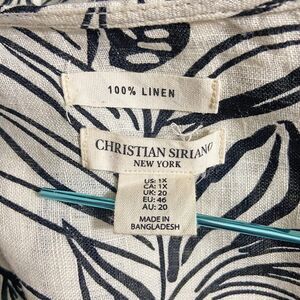 100% LINEN
CHRISTIAN SIRIANO
NEW YORK
US: 1X
CA: 1X
UK: 20
EU: 46
AU: 20
MADE IN
BANGLADESH